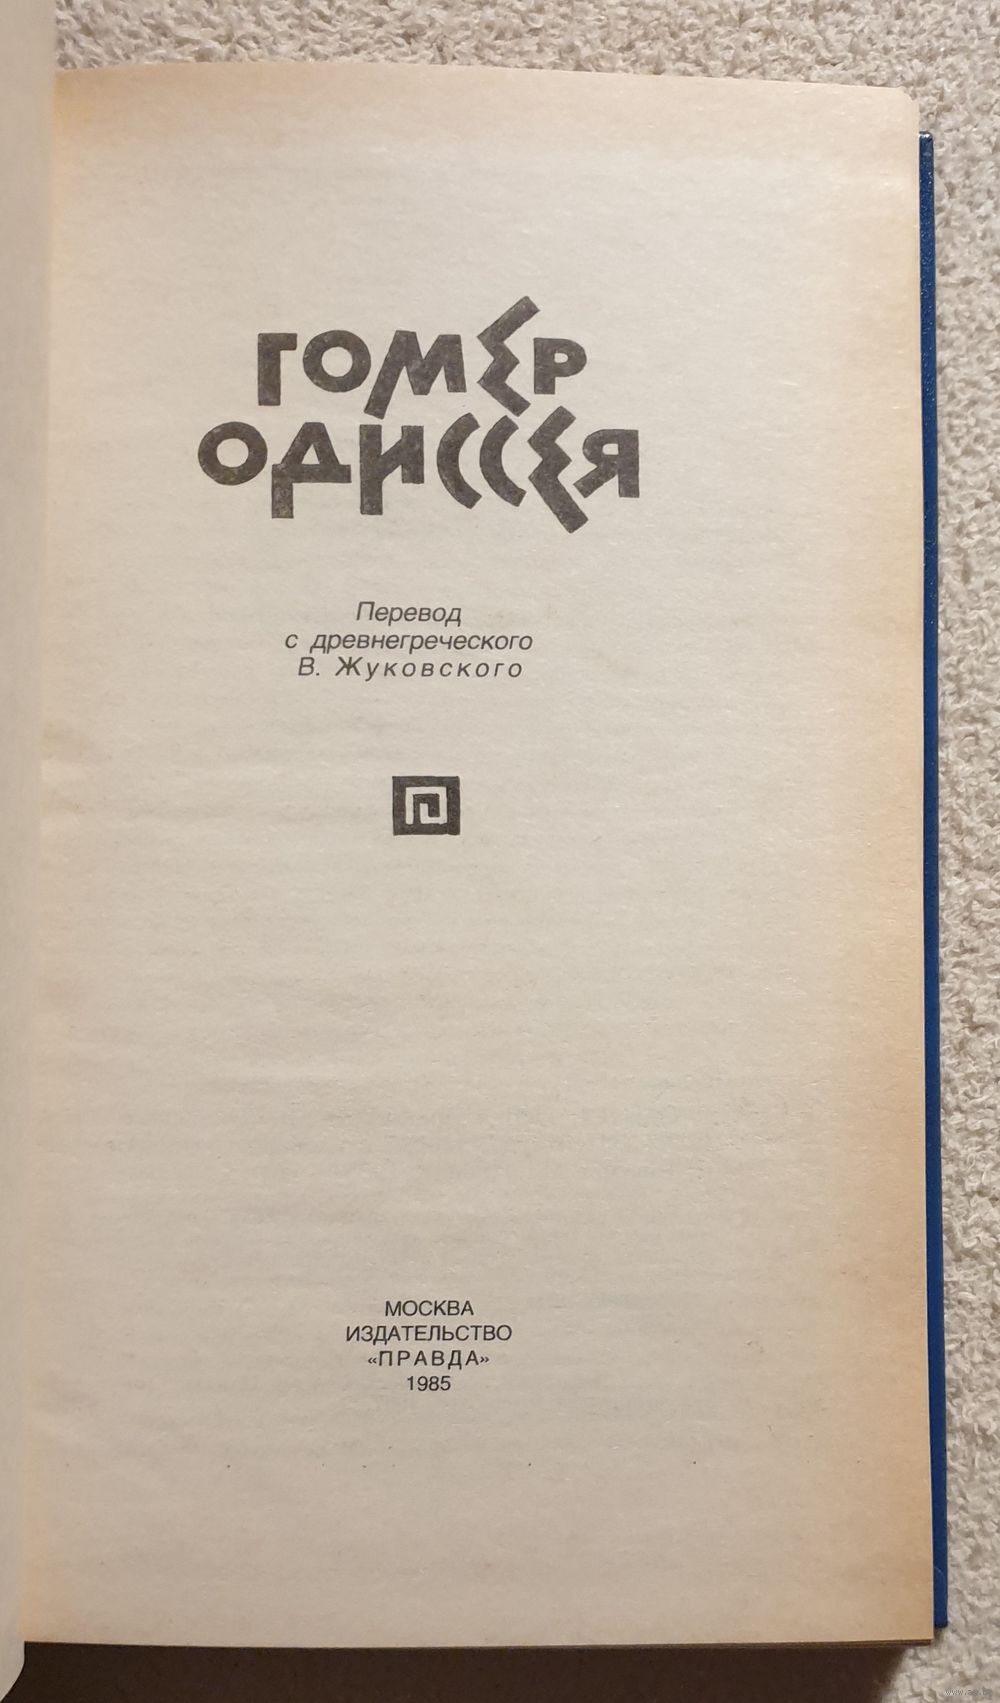 ГОМЕР
ОДИССЕЯ
Перевод
с древнегреческого
В. Жуковского
МОСКВА
ИЗДАТЕЛЬСТВО
«ПРАВДА»
1985